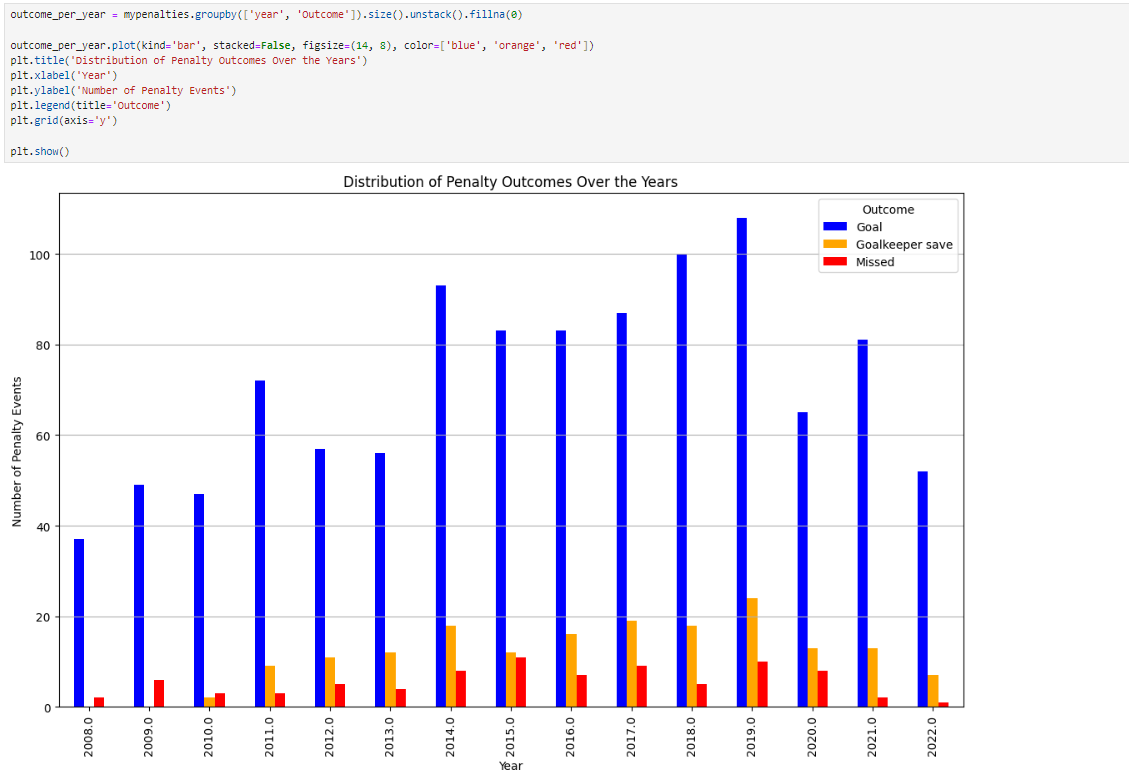 outcome_per_year = mypenalties.groupby(['year', 'Outcome']).size().unstack().fillna(0)
outcome_per_year.plot(kind='bar', stacked=False, figsize=(14, 8), color=['blue', 'orange', 'red'])
plt.title('Distribution of Penalty Outcomes Over the Years')
plt.xlabel('Year')
plt.ylabel('Number of Penalty Events')
plt.legend(title='Outcome')
plt.grid(axis='y')
plt.show()
Distribution of Penalty Outcomes Over the Years
Outcome
Goal
Goalkeeper save
Missed
Number of Penalty Events
100
80
60
40
20
0
2008.0
2009.0
2010.0
2011.0
2012.0
2013.0
2014.0
2015.0
2016.0
2017.0
2018.0
2019.0
2020.0
2021.0
2022.0
Year